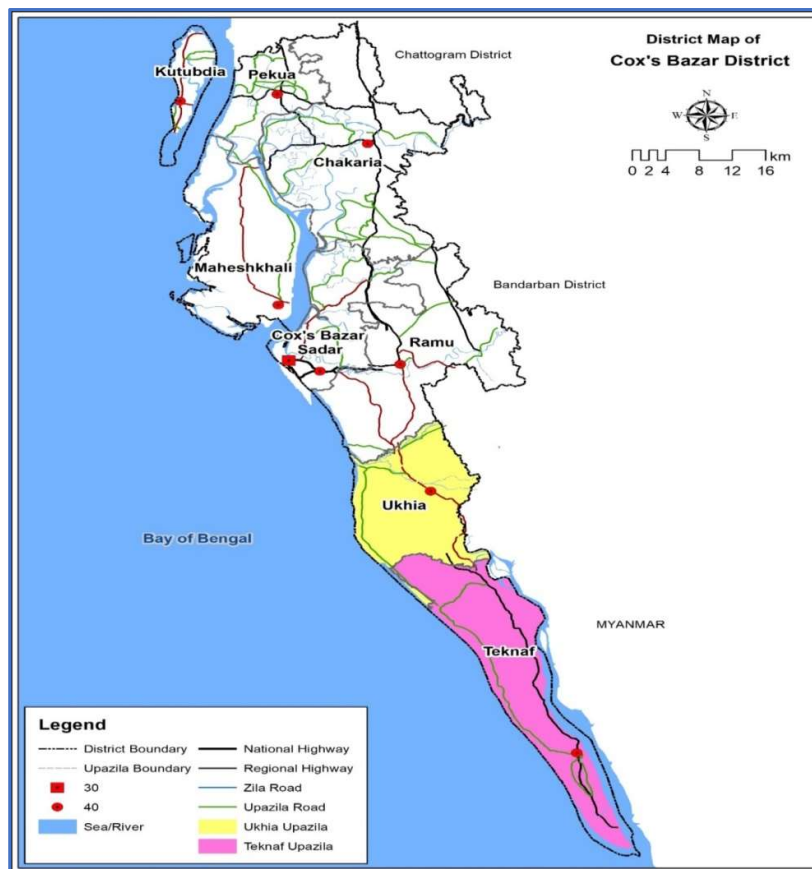 District Map of
Cox's Bazar District
N
W E
S
km
0 2 4 8 12 16
Chattogram District
Kutubdia
Pekua
Chakaria
Maheshkhali
Bandarban District
Cox's Bazar
Sadar
Ramu
Ukhia
Bay of Bengal
MYANMAR
Teknaf
Legend
District Boundary
Upazila Boundary
30
40
Sea/River
National Highway
Regional Highway
Zila Road
Upazila Road
Ukhia Upazila
Teknaf Upazila